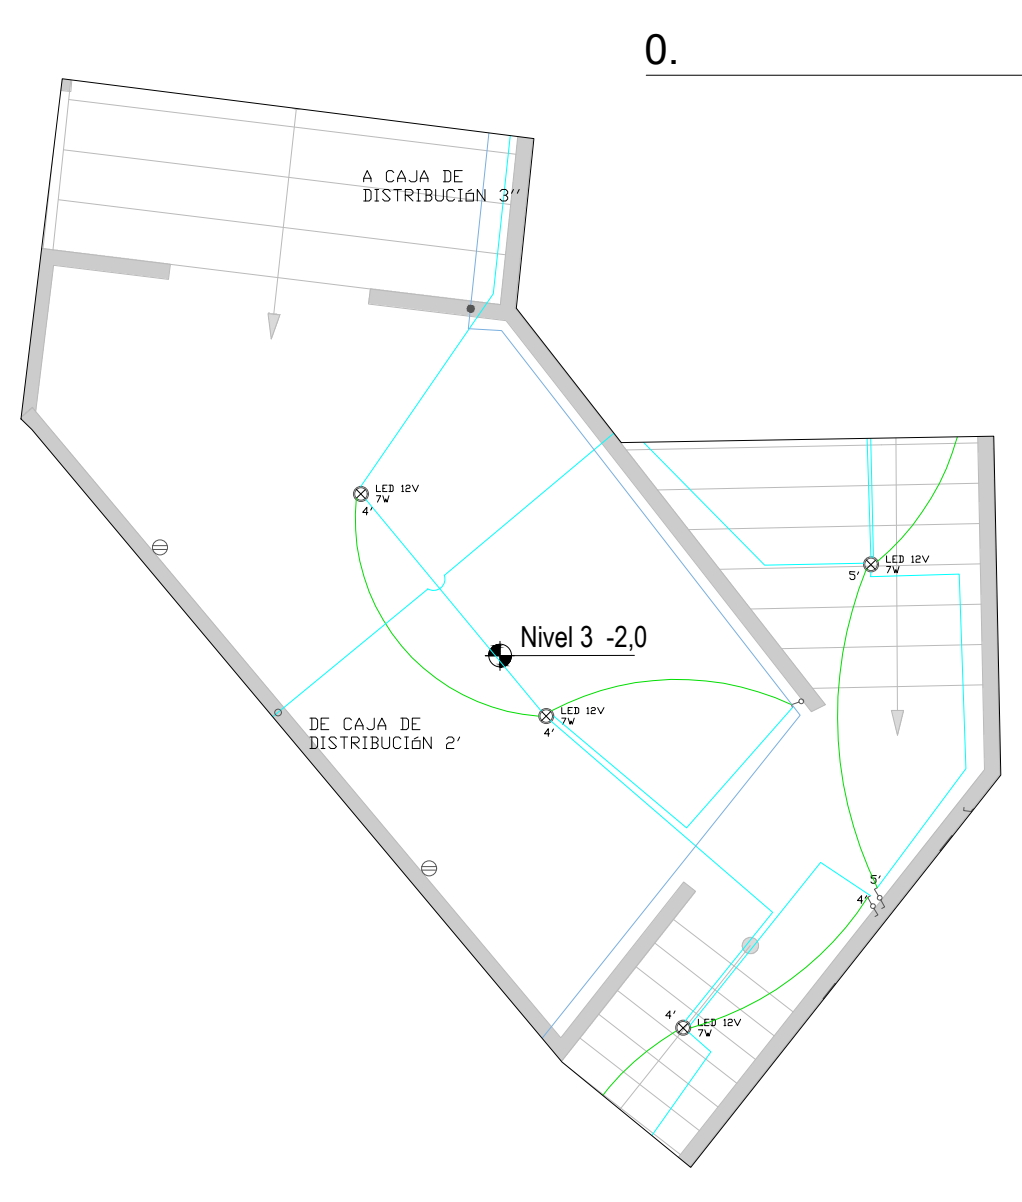 0.
A CAJA DE
DISTRIBUCIóN 3''
LED 12V
7W
4'
LED 12V
7W
5'
Nivel 3 -2,0
LED 12V
7W
4'
DE CAJA DE
DISTRIBUCIóN 2'
5'
4'
4'
LED 12V
7W